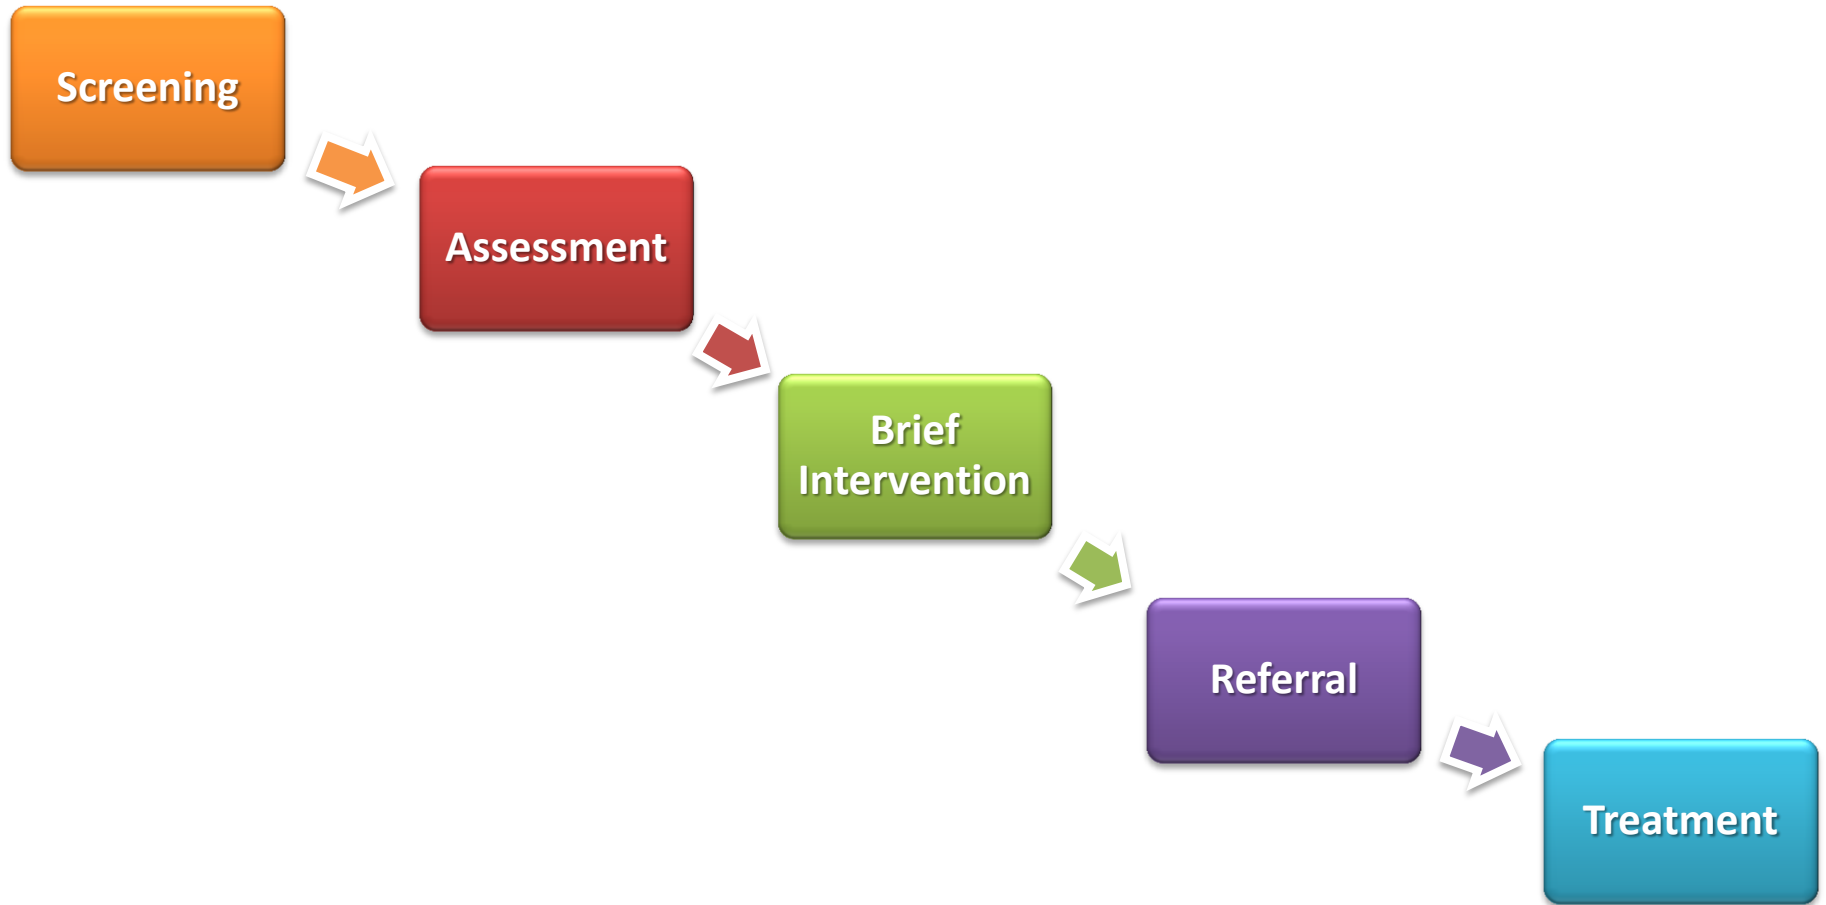 Screening
Assessment
Brief
Intervention
Referral
Treatment